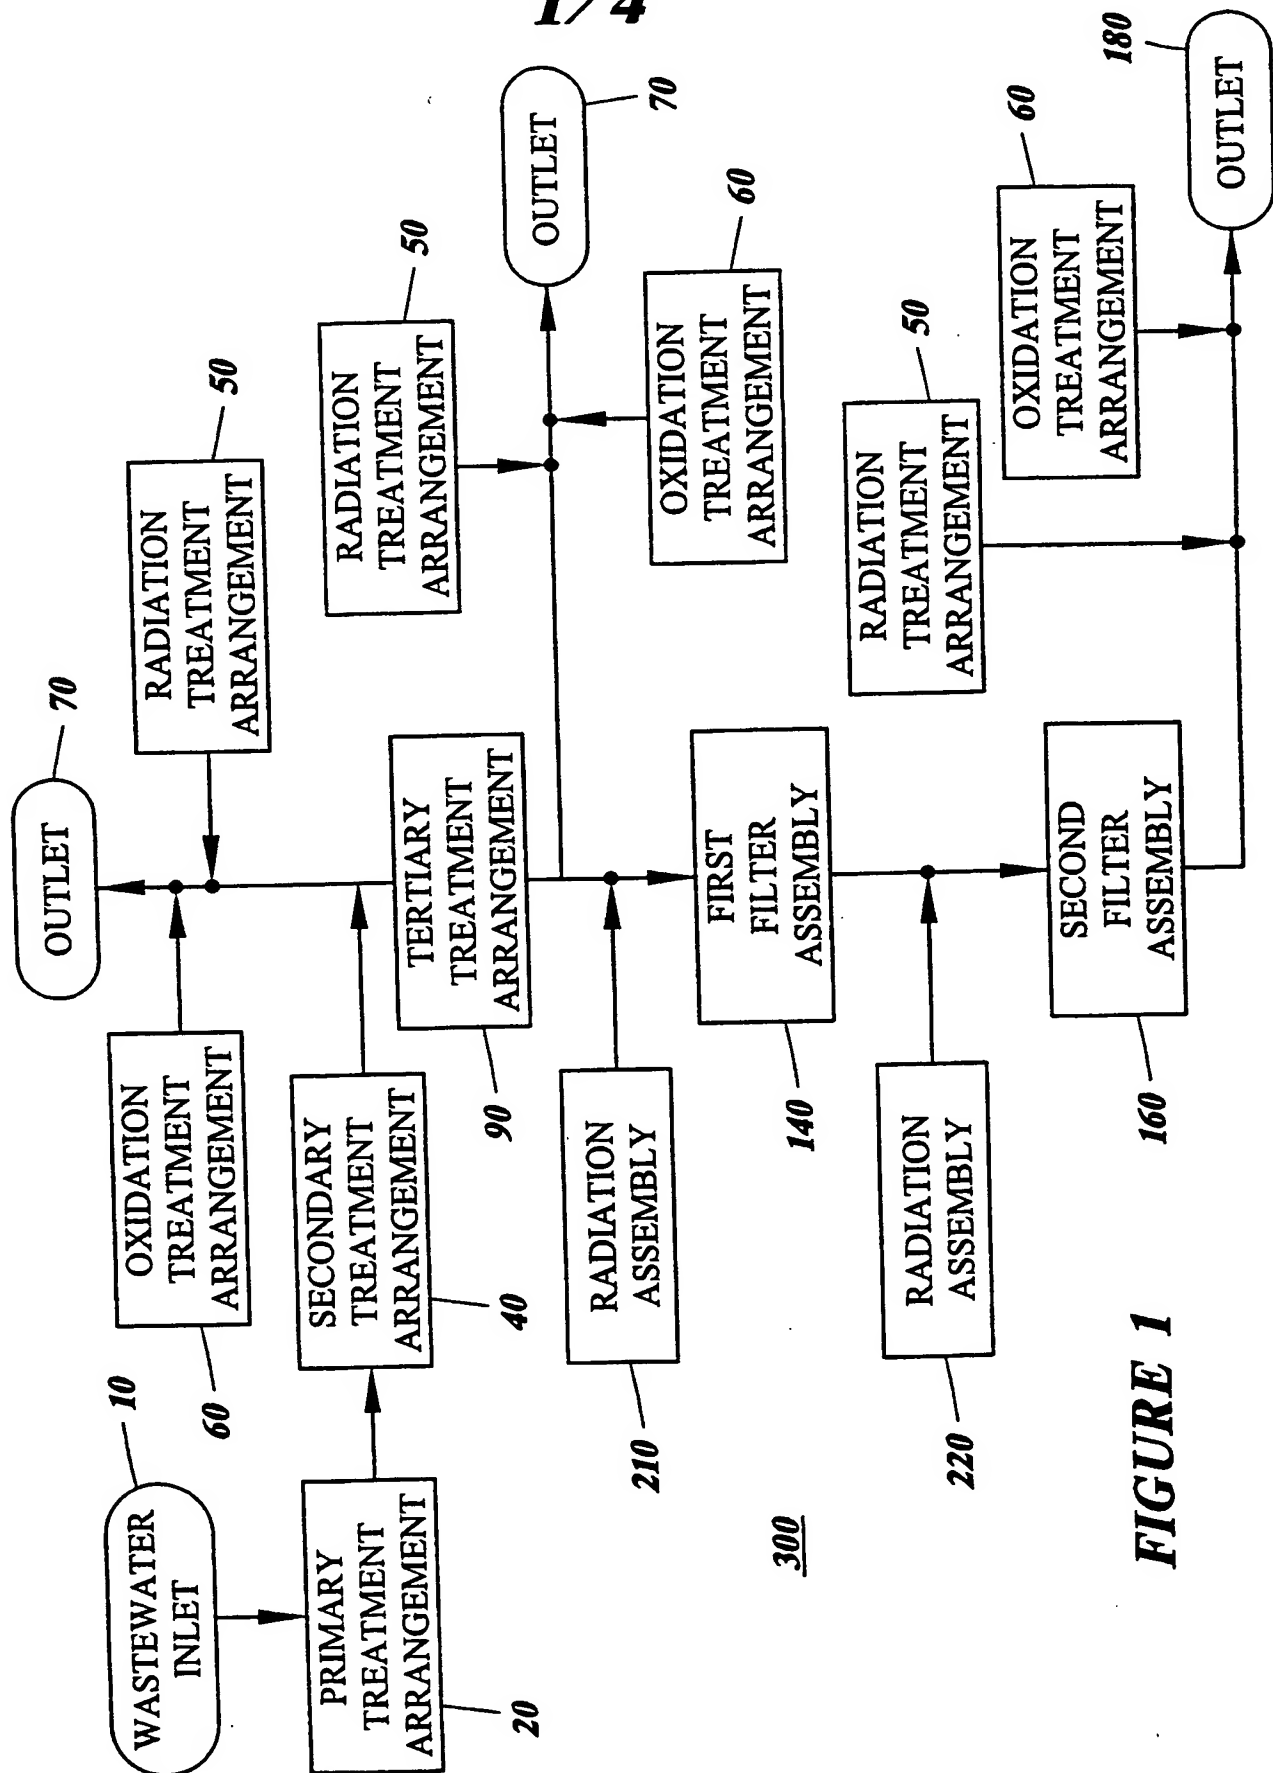 1/4
WASTEWATER
INLET
10
PRIMARY
TREATMENT
ARRANGEMENT
20
OXIDATION
TREATMENT
ARRANGEMENT
60
SECONDARY
TREATMENT
ARRANGEMENT
40
OUTLET
70
RADIATION
TREATMENT
ARRANGEMENT
50
TERTIARY
TREATMENT
ARRANGEMENT
90
RADIATION
TREATMENT
ARRANGEMENT
50
OUTLET
70
OXIDATION
TREATMENT
ARRANGEMENT
60
RADIATION
ASSEMBLY
210
FIRST
FILTER
ASSEMBLY
140
RADIATION
ASSEMBLY
220
SECOND
FILTER
ASSEMBLY
160
RADIATION
TREATMENT
ARRANGEMENT
50
OXIDATION
TREATMENT
ARRANGEMENT
60
OUTLET
180
300
FIGURE 1